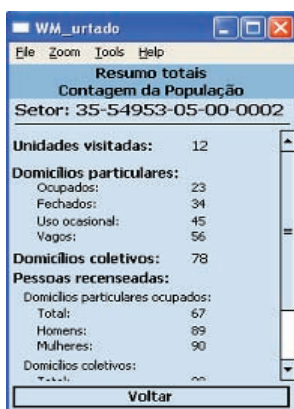 WM_urtado
File Zoom Tools Help
Resumo totais
Contagem da População
Setor: 35-54953-05-00-0002
Unidades visitadas: 12
Domicílios particulares:
Ocupados: 23
Fechados: 34
Uso ocasional: 45
Vagos: 56
Domicílios coletivos: 78
Pessoas recenseadas:
Domicílios particulares ocupados:
Total: 67
Homens: 89
Mulheres: 90
Domicílios coletivos:
Voltar